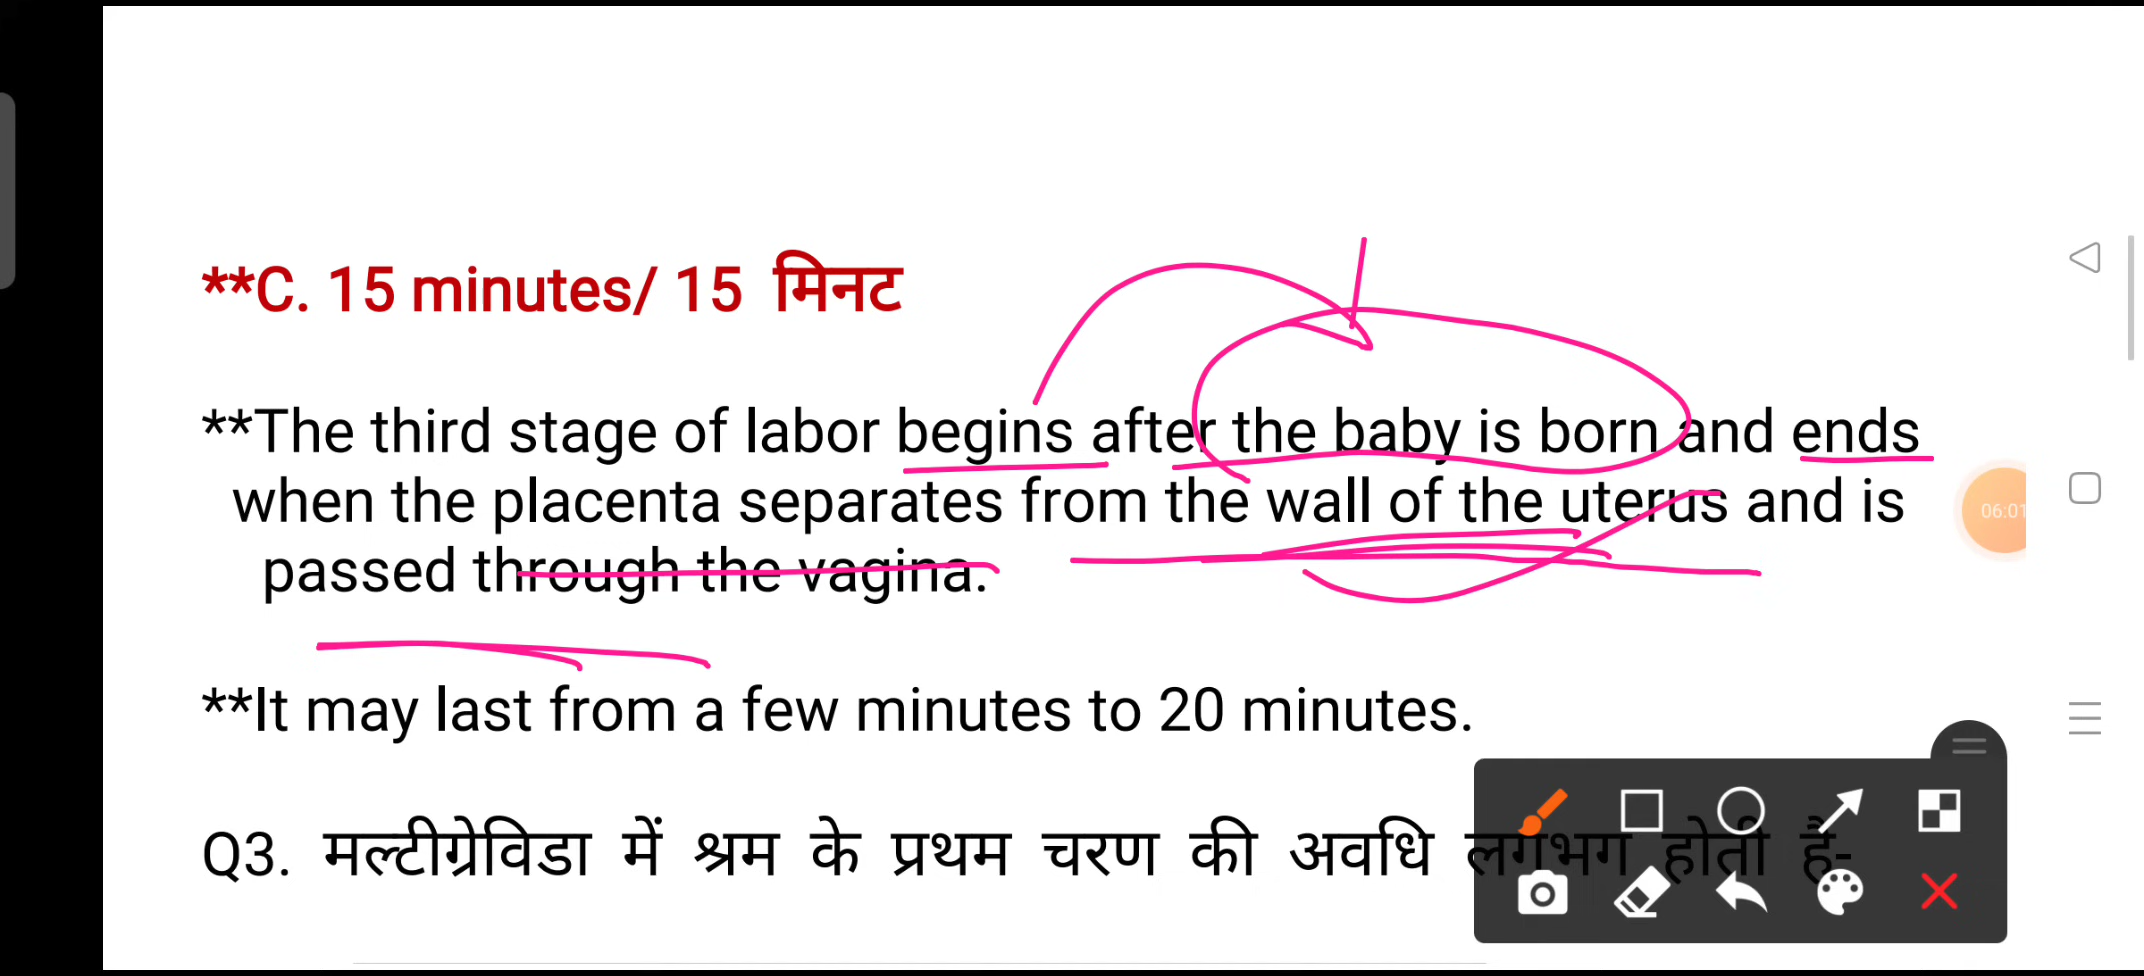 **C. 15 minutes/ 15 मिनट
**The third stage of labor begins after the baby is born and ends
when the placenta separates from the wall of the uterus and is
passed through the vagina.
06:01
**It may last from a few minutes to 20 minutes.
Q3. मल्टीग्रेविडा में श्रम के प्रथम चरण की अवधि लगभग होती है-